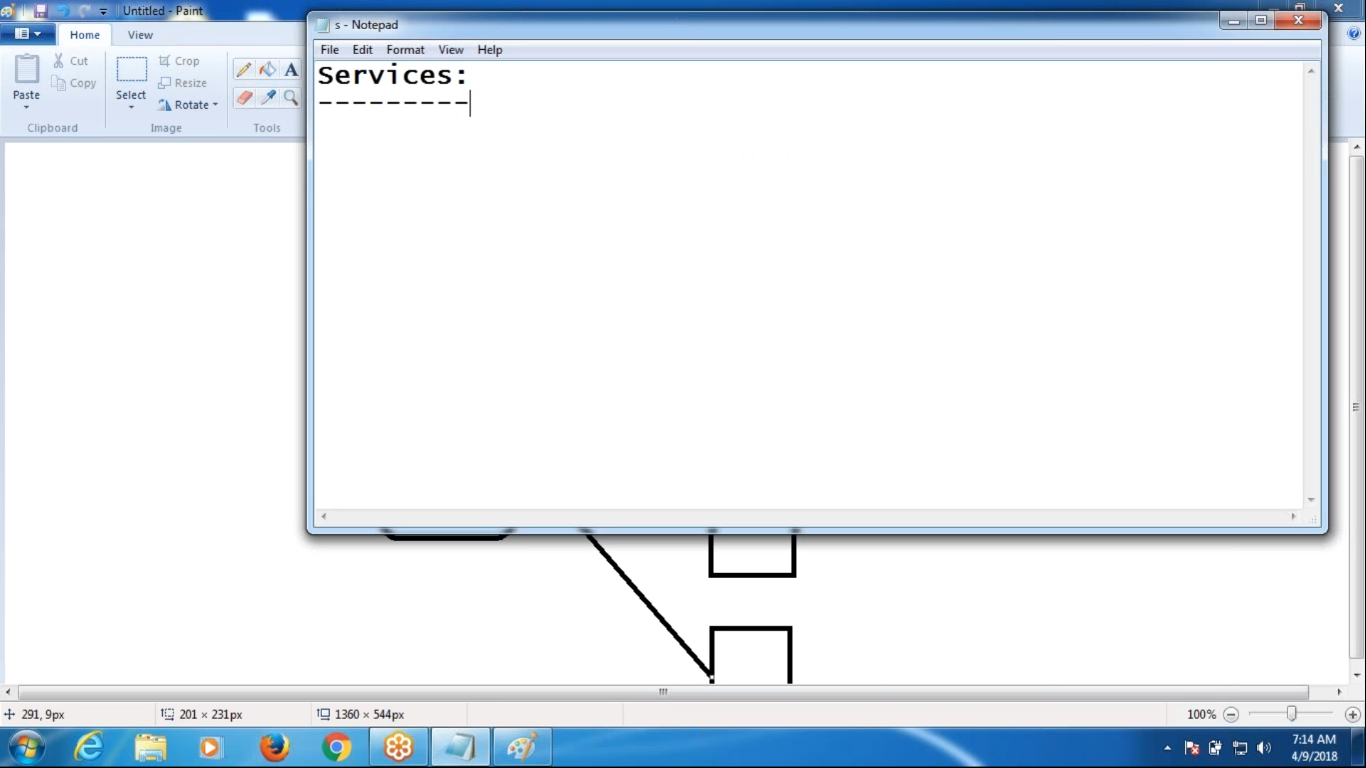 Untitled - Paint
Home
View
Paste
Cut
Copy
Clipboard
Select
Crop
Resize
Rotate
Image
A
Tools
s - Notepad
File Edit Format View Help
Services:
---------
291, 9px
201 × 231px
1360 × 544px
100%
7:14 AM
4/9/2018